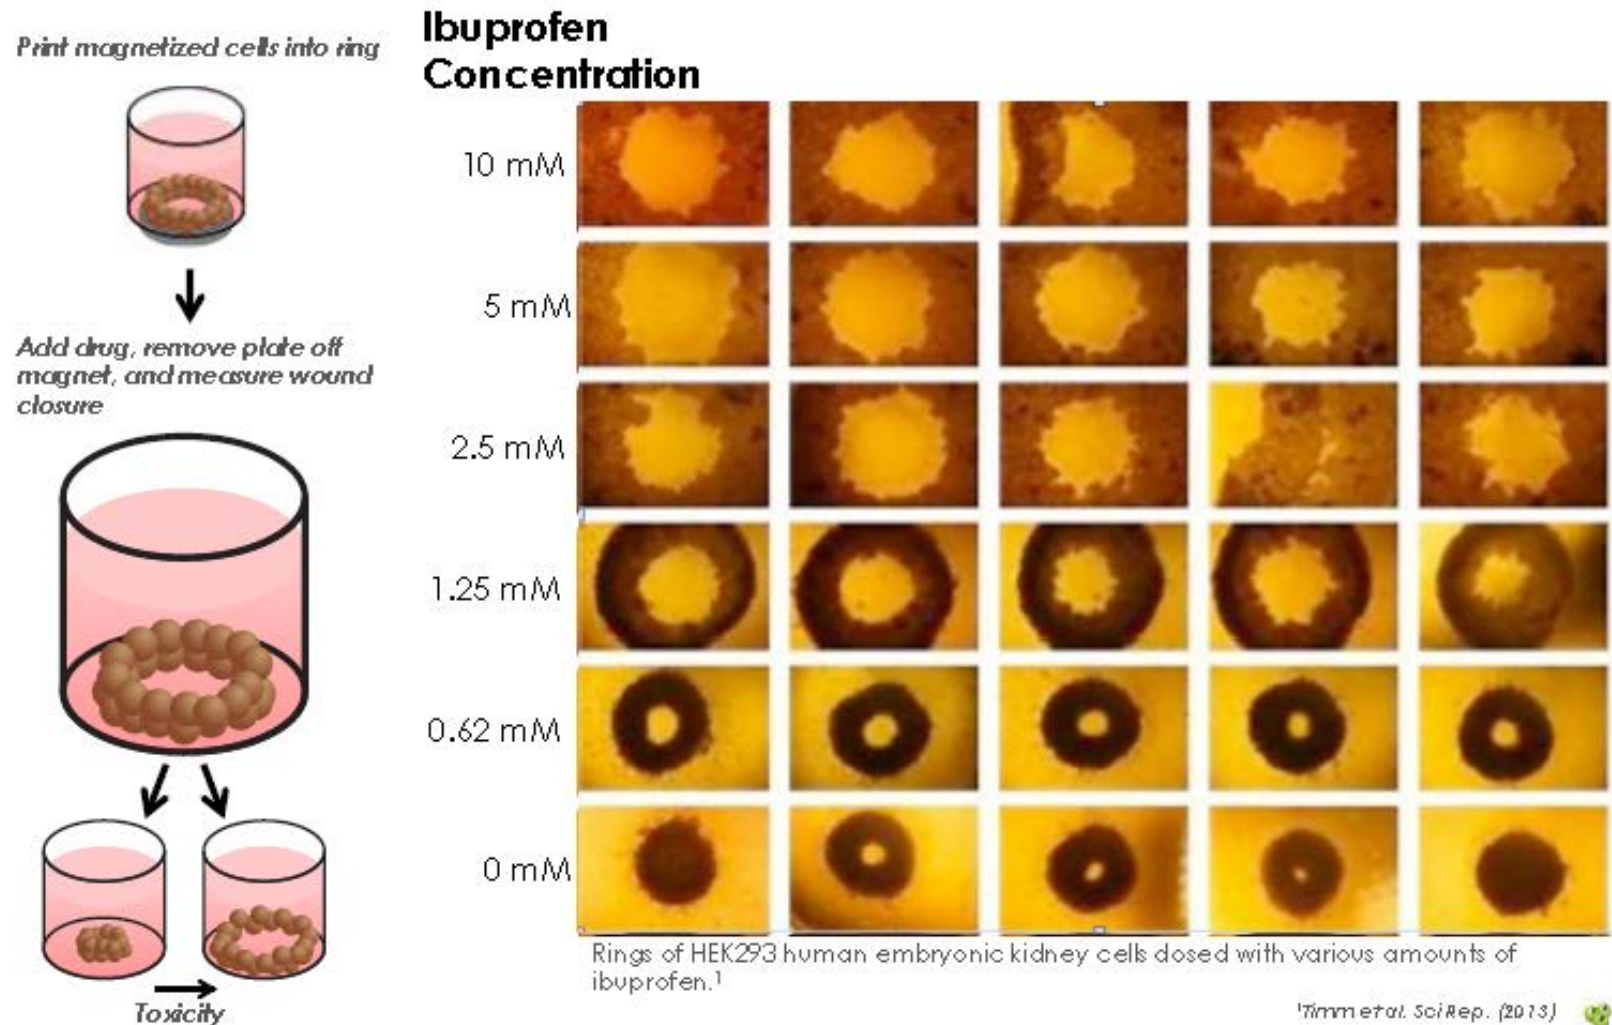 Print magnetized cells into ring
Add drug, remove plate off
magnet, and measure wound
closure
Toxicity
Ibuprofen
Concentration
10 mM
5 mM
2.5 mM
1.25 mM
0.62 mM
0 mM
Rings of HEK293 human embryonic kidney cells dosed with various amounts of
ibuprofen.¹
¹Timm et al. Sci Rep. (2013)